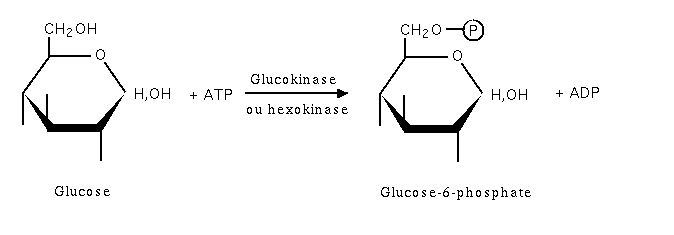 CH2OH
O
H,OH
+ ATP
Glucokinase
ou hexokinase
CH2O
P
O
H,OH
+ ADP
Glucose
Glucose-6-phosphate